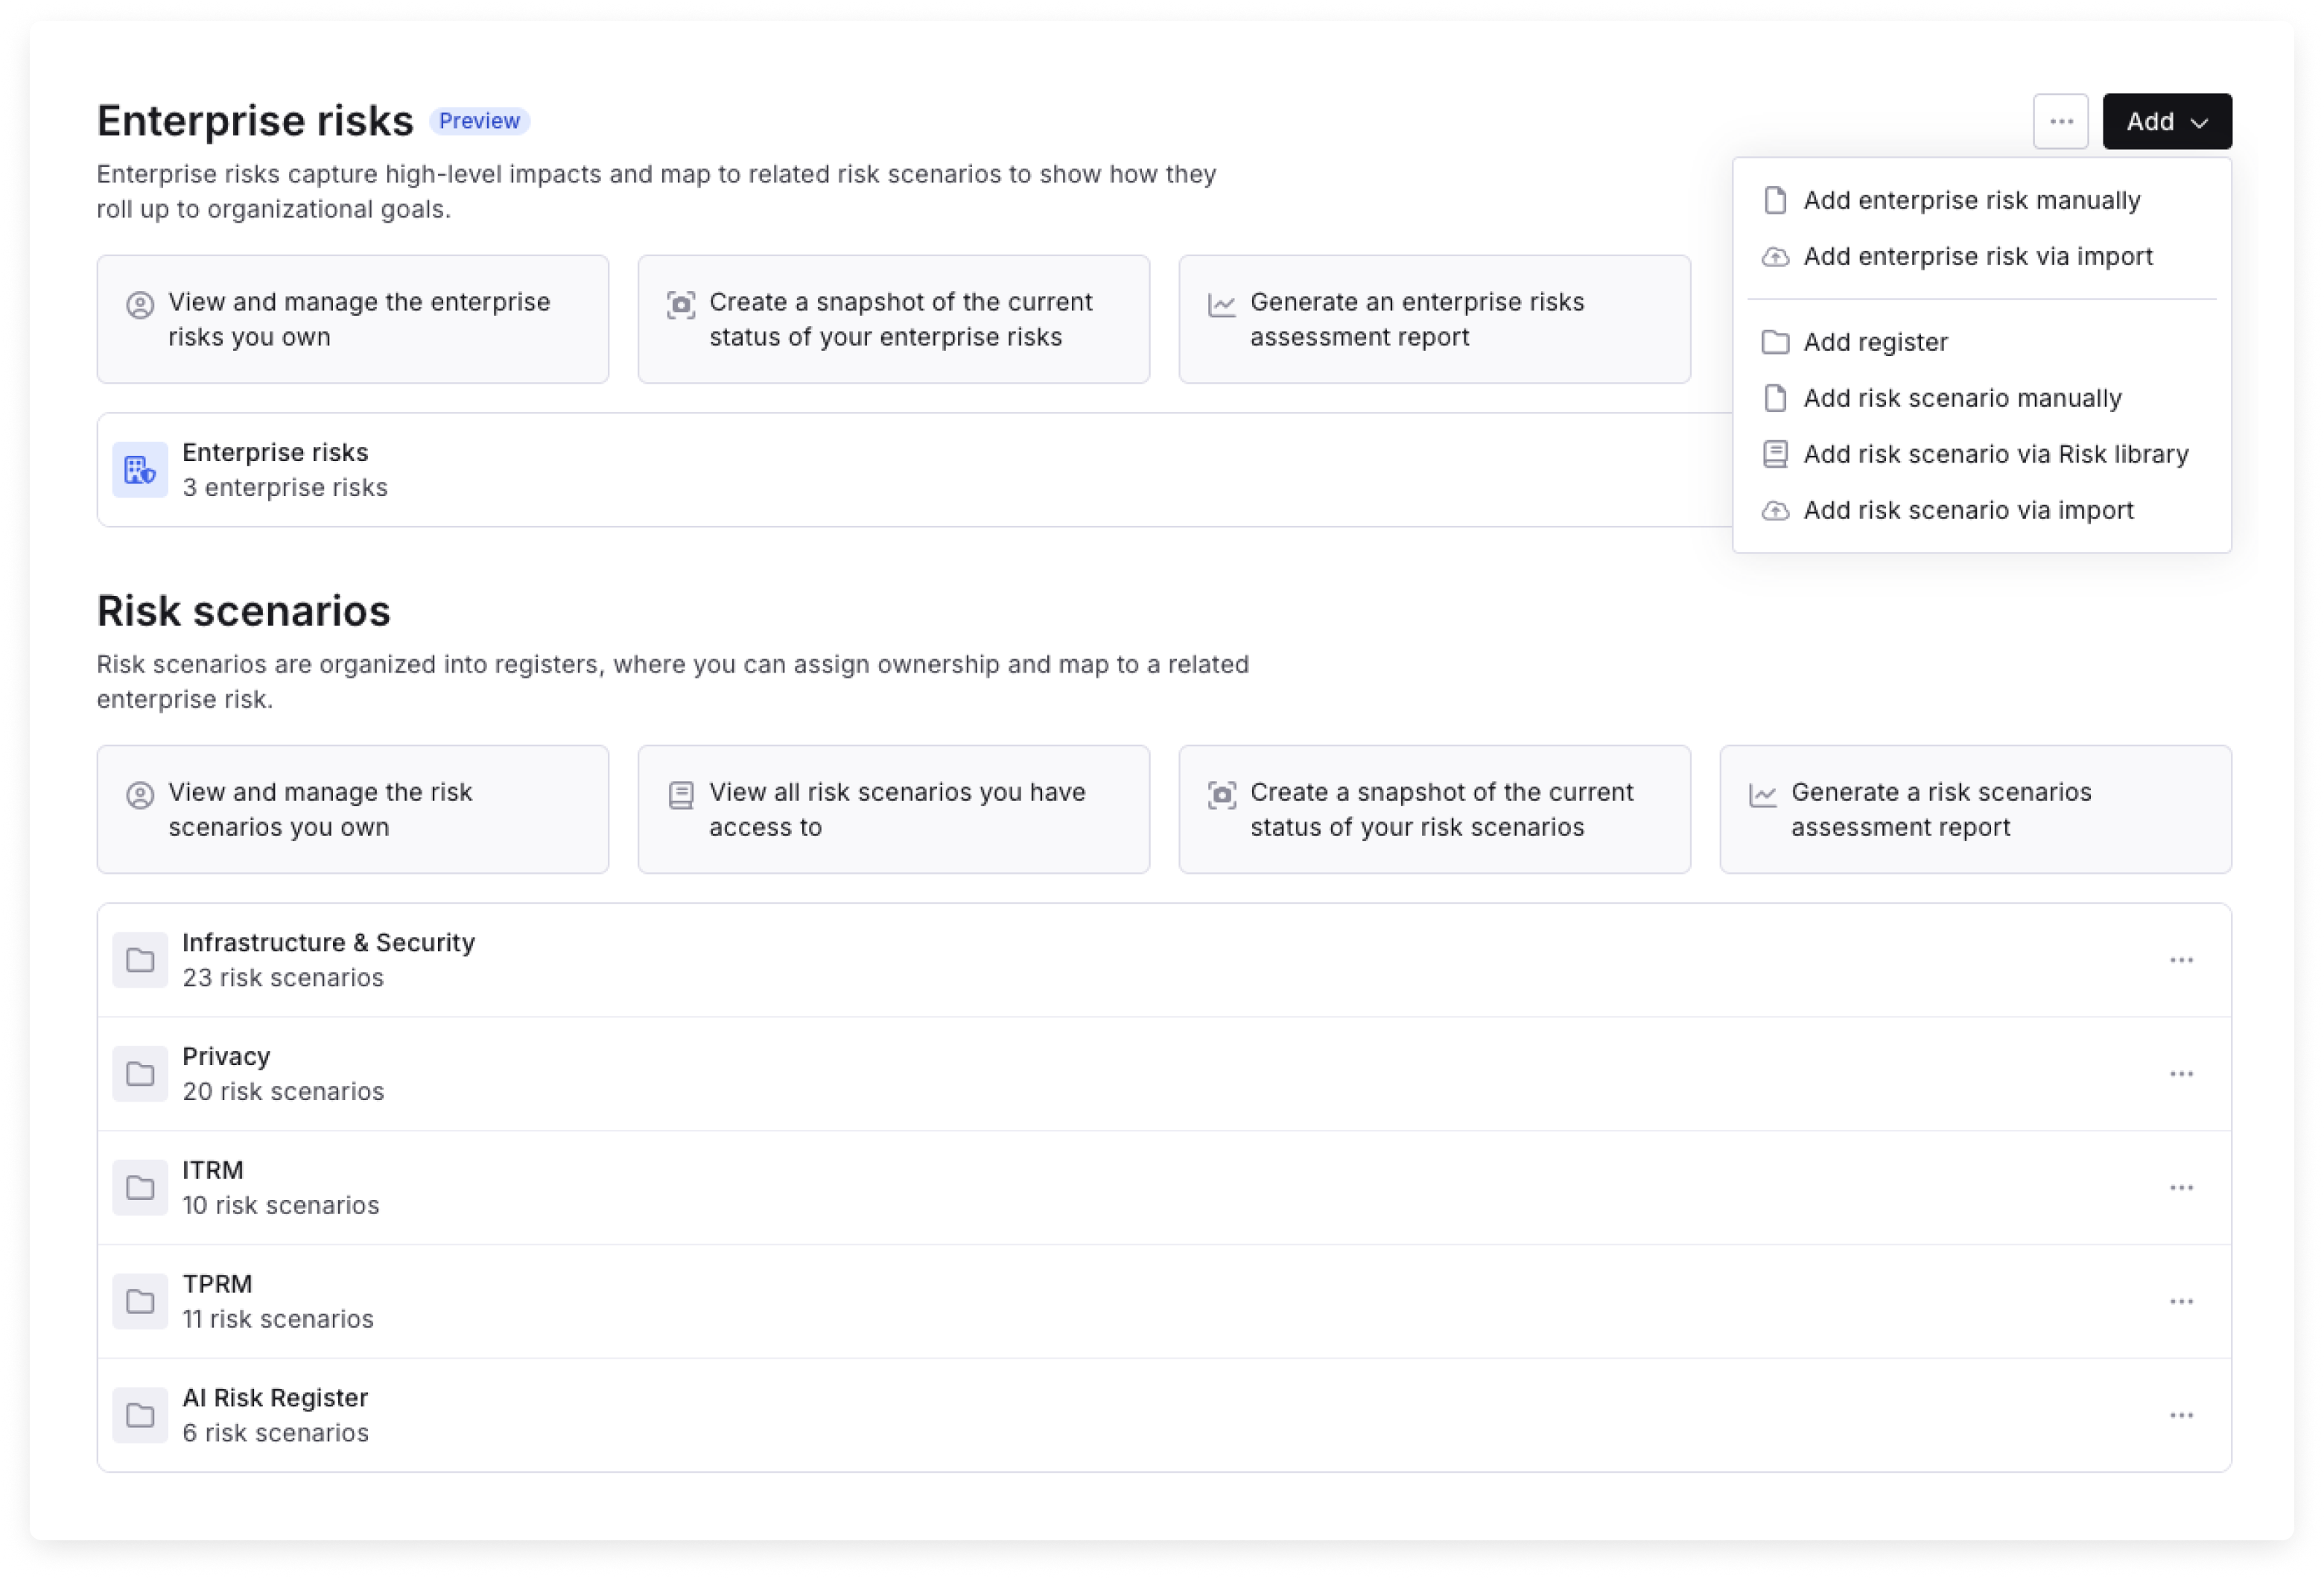 Enterprise risks
Preview
Add
Enterprise risks capture high-level impacts and map to related risk scenarios to show how they
roll up to organizational goals.
Add enterprise risk manually
Add enterprise risk via import
Add register
Add risk scenario manually
Add risk scenario via Risk library
Add risk scenario via import
View and manage the enterprise
risks you own
Create a snapshot of the current
status of your enterprise risks
Generate an enterprise risks
assessment report
Enterprise risks
3 enterprise risks
Risk scenarios
Risk scenarios are organized into registers, where you can assign ownership and map to a related
enterprise risk.
View and manage the risk
scenarios you own
View all risk scenarios you have
access to
Create a snapshot of the current
status of your risk scenarios
Generate a risk scenarios
assessment report
Infrastructure & Security
23 risk scenarios
Privacy
20 risk scenarios
ITRM
10 risk scenarios
TPRM
11 risk scenarios
AI Risk Register
6 risk scenarios